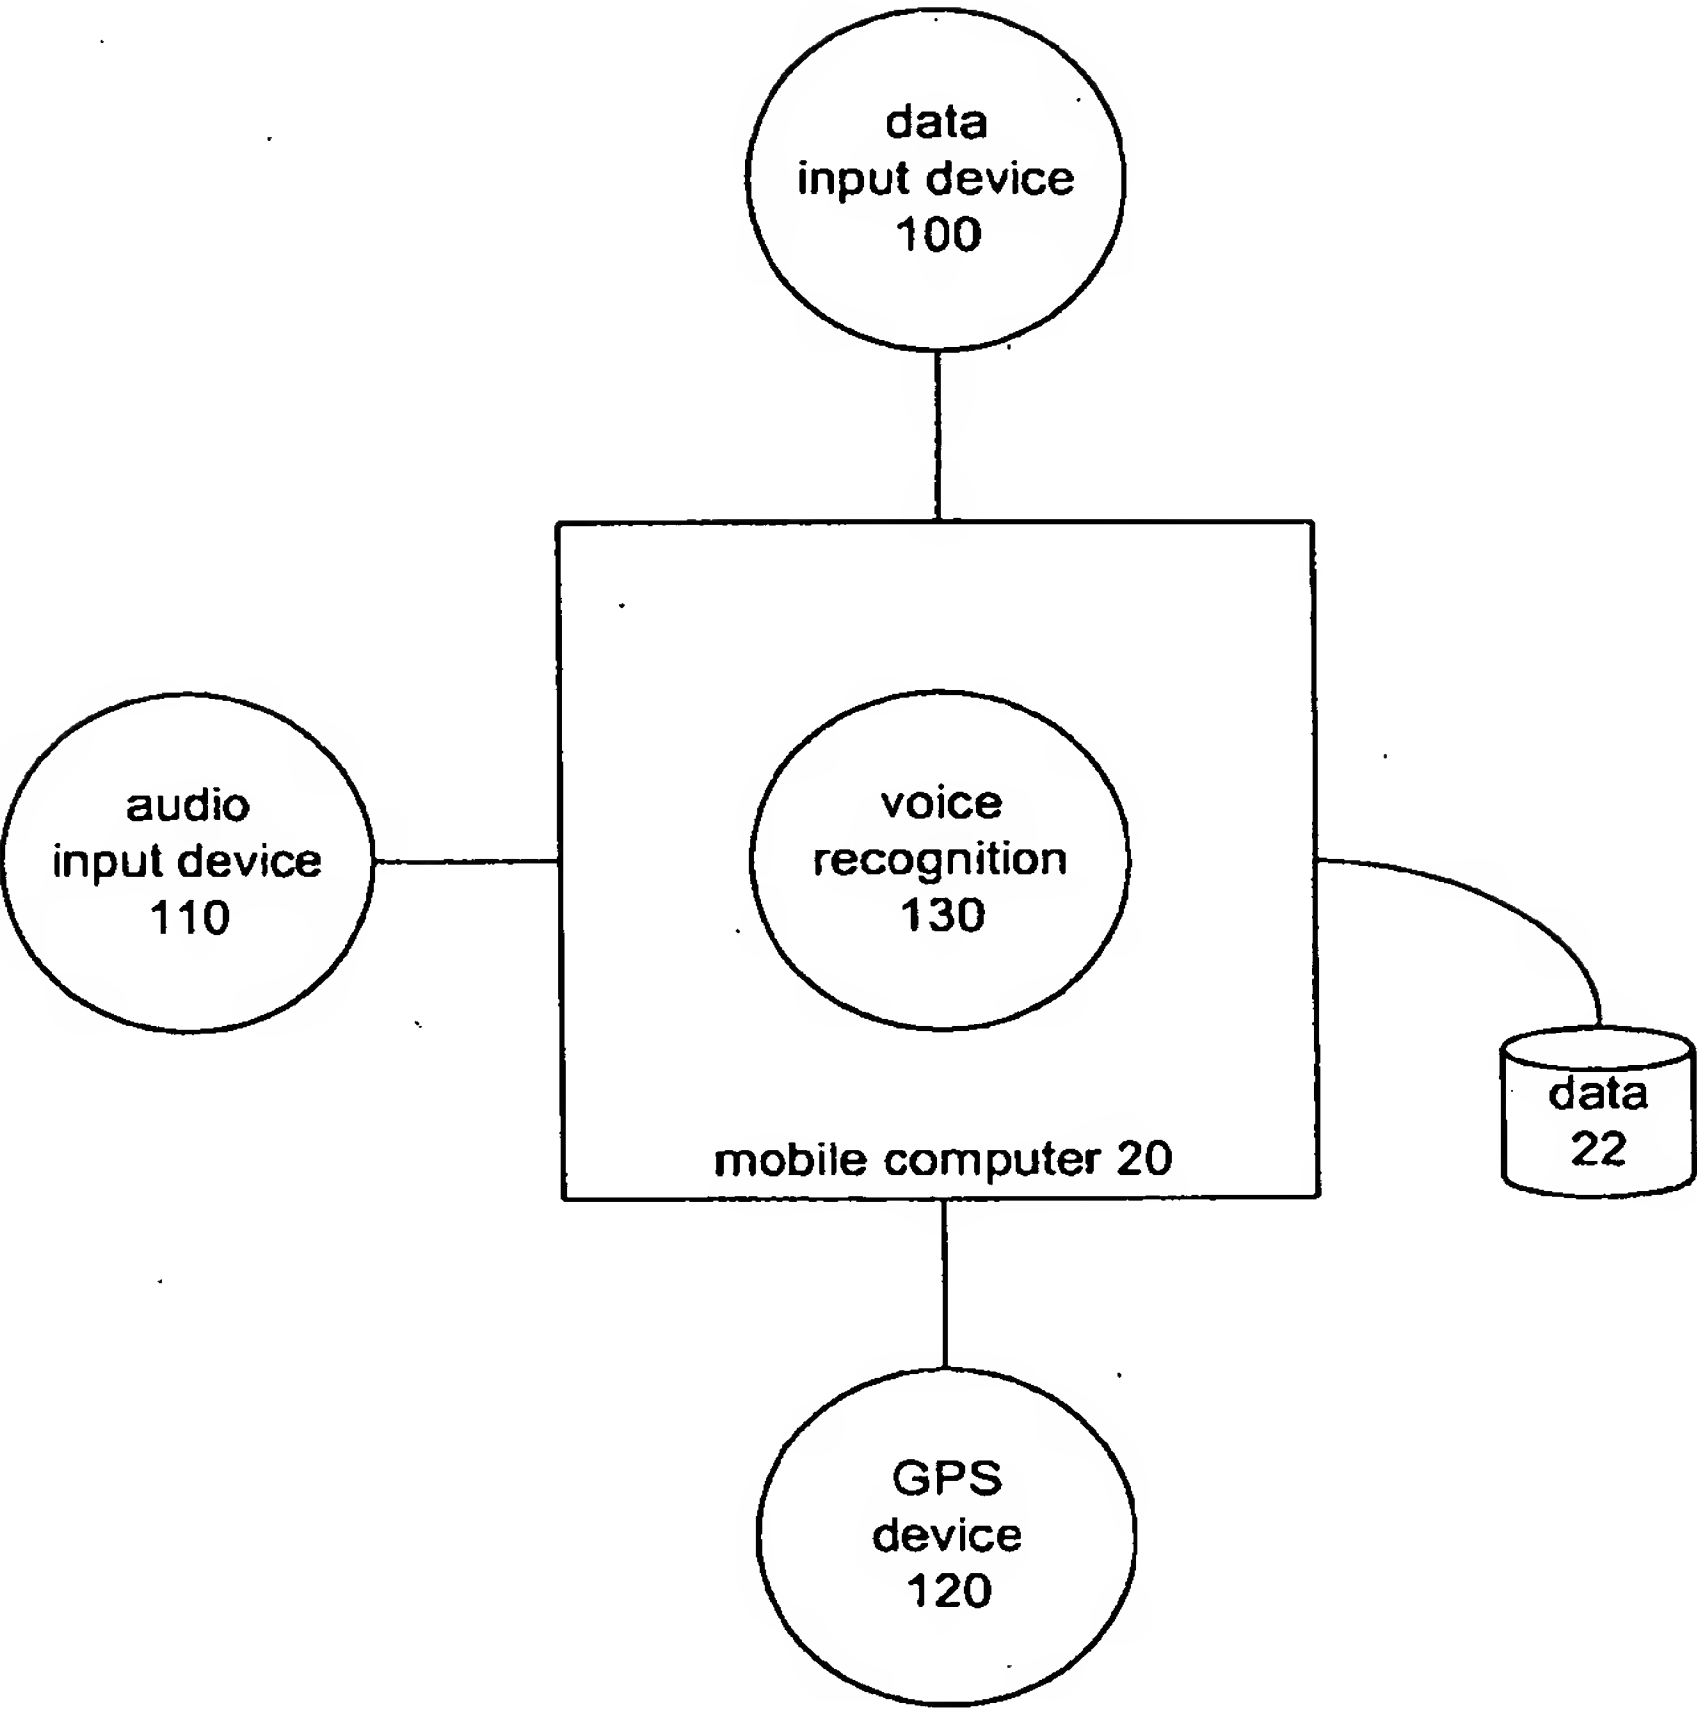 data
input device
100
audio
input device
110
voice
recognition
130
data
22
mobile computer 20
GPS
device
120